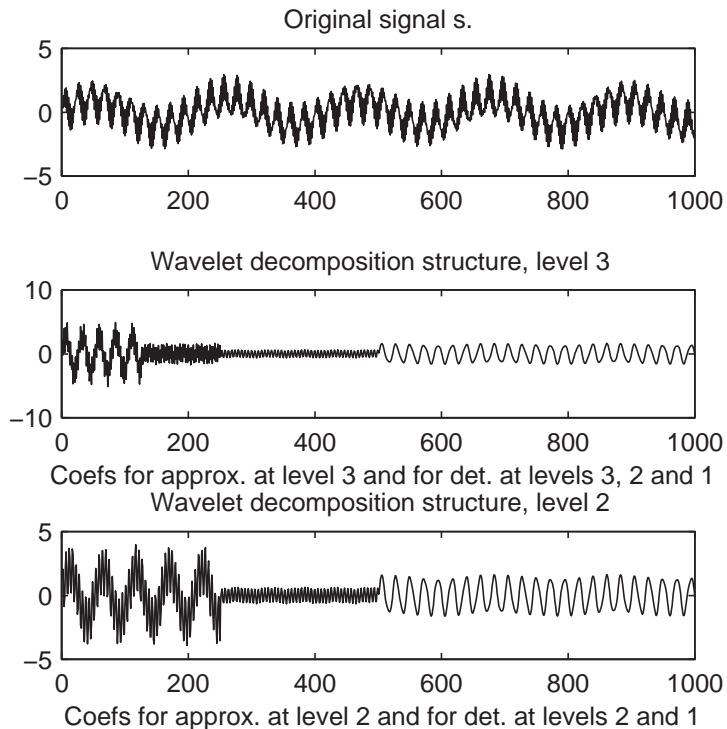 Original signal s.
5
0
−5
0 200 400 600 800 1000
Wavelet decomposition structure, level 3
10
0
−10
0 200 400 600 800 1000
Coefs for approx. at level 3 and for det. at levels 3, 2 and 1
Wavelet decomposition structure, level 2
5
0
−5
0 200 400 600 800 1000
Coefs for approx. at level 2 and for det. at levels 2 and 1